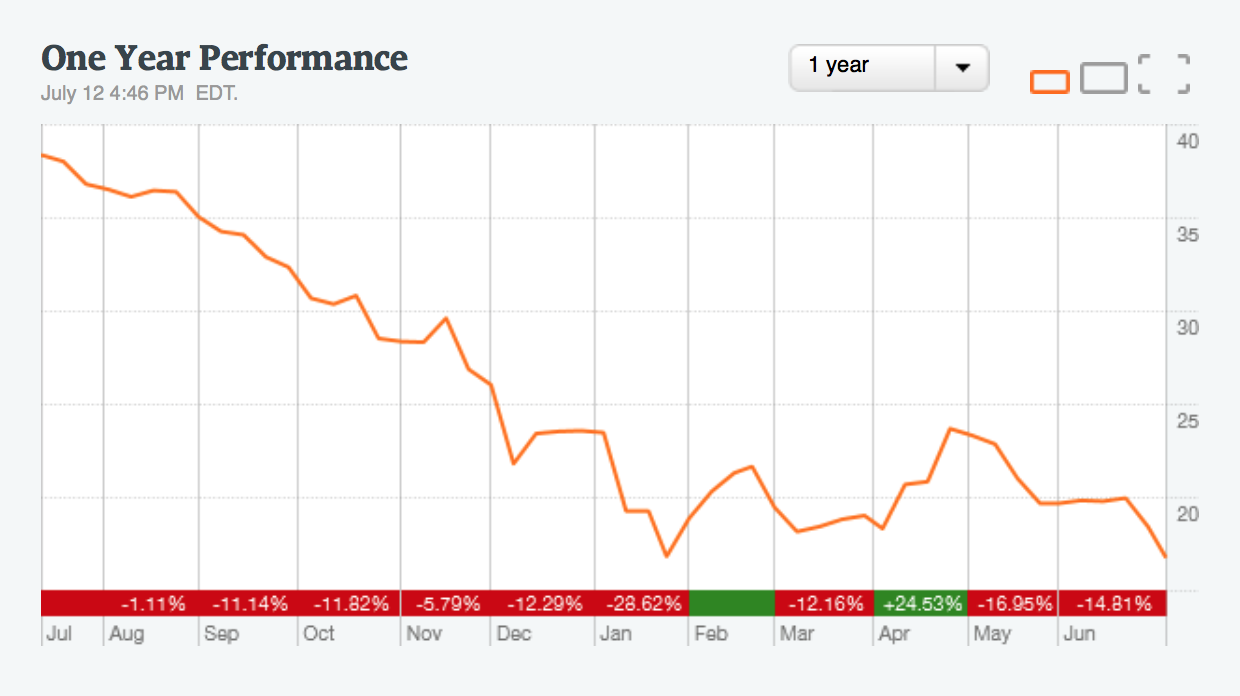 One Year Performance
July 12 4:46 PM EDT.
1 year
40
35
30
25
20
-1.11% -11.14% -11.82% -5.79% -12.29% -28.62% -12.16% +24.53% -16.95% -14.81%
Jul Aug Sep Oct Nov Dec Jan Feb Mar Apr May Jun